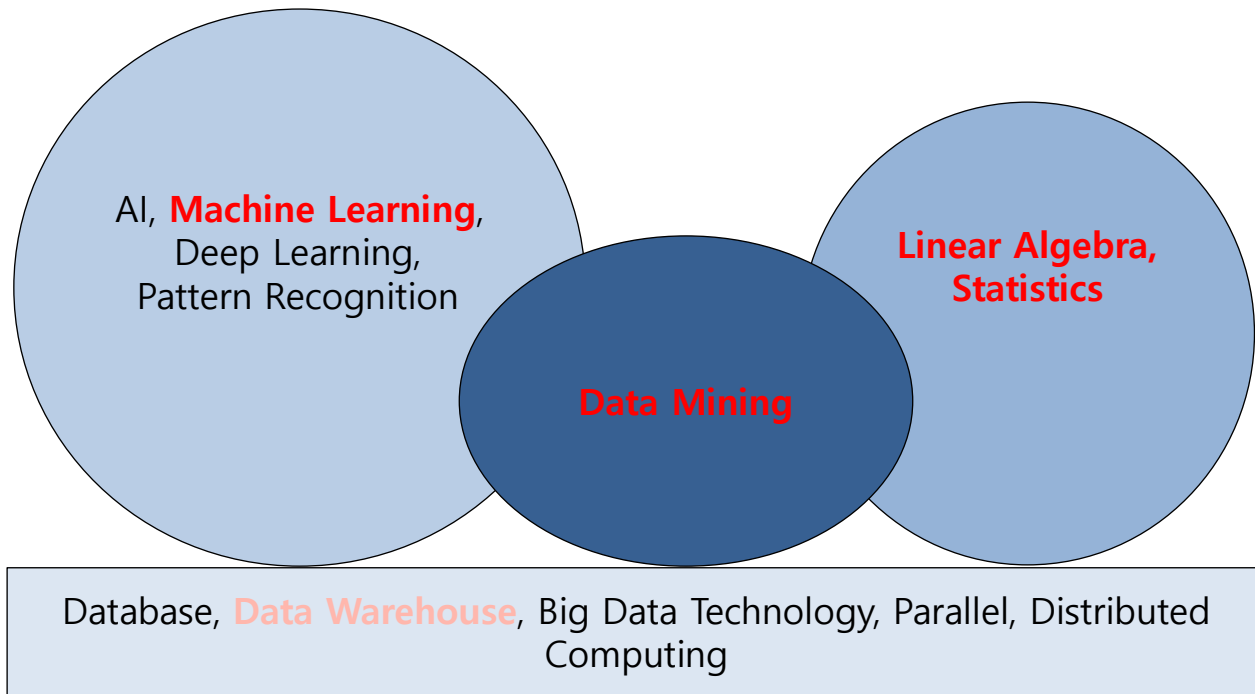 AI, Machine Learning,
Deep Learning,
Pattern Recognition
Linear Algebra,
Statistics
Data Mining
Database, Data Warehouse, Big Data Technology, Parallel, Distributed
Computing